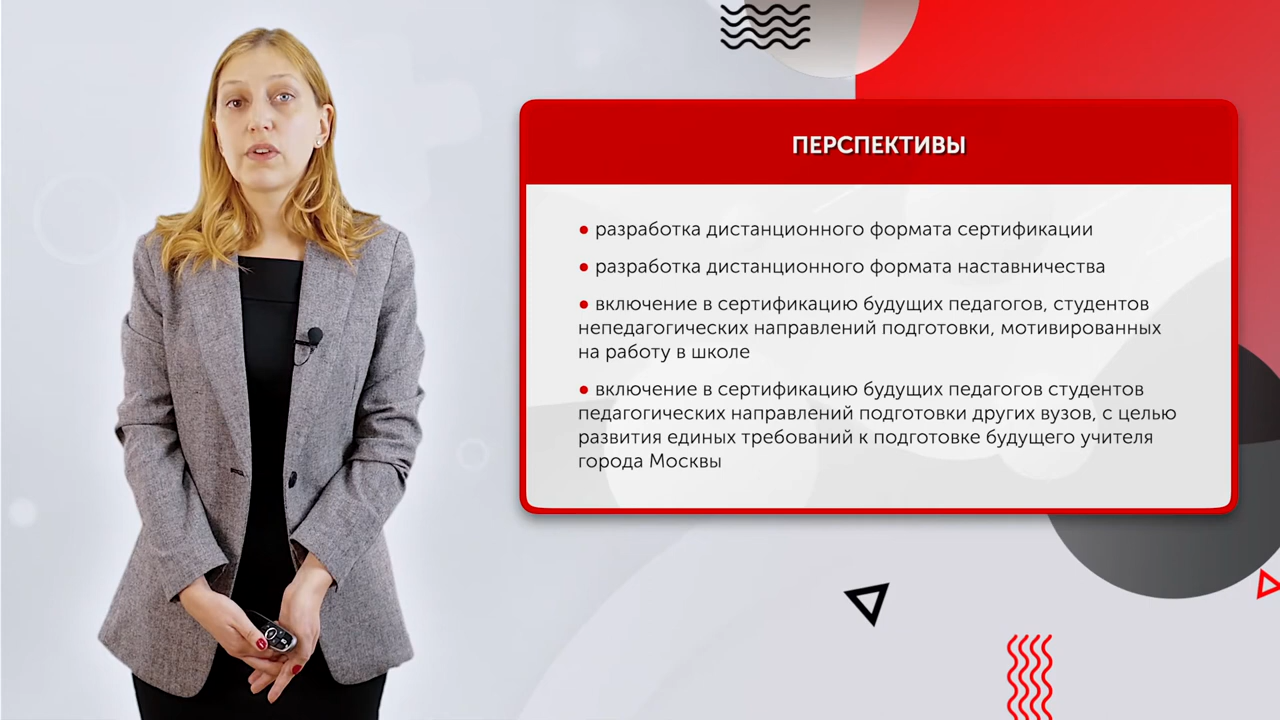 ПЕРСПЕКТИВЫ
● разработка дистанционного формата сертификации
● разработка дистанционного формата наставничества
● включение в сертификацию будущих педагогов, студентов
непедагогических направлений подготовки, мотивированных
на работу в школе
● включение в сертификацию будущих педагогов студентов
педагогических направлений подготовки других вузов, с целью
развития единых требований к подготовке будущего учителя
города Москвы